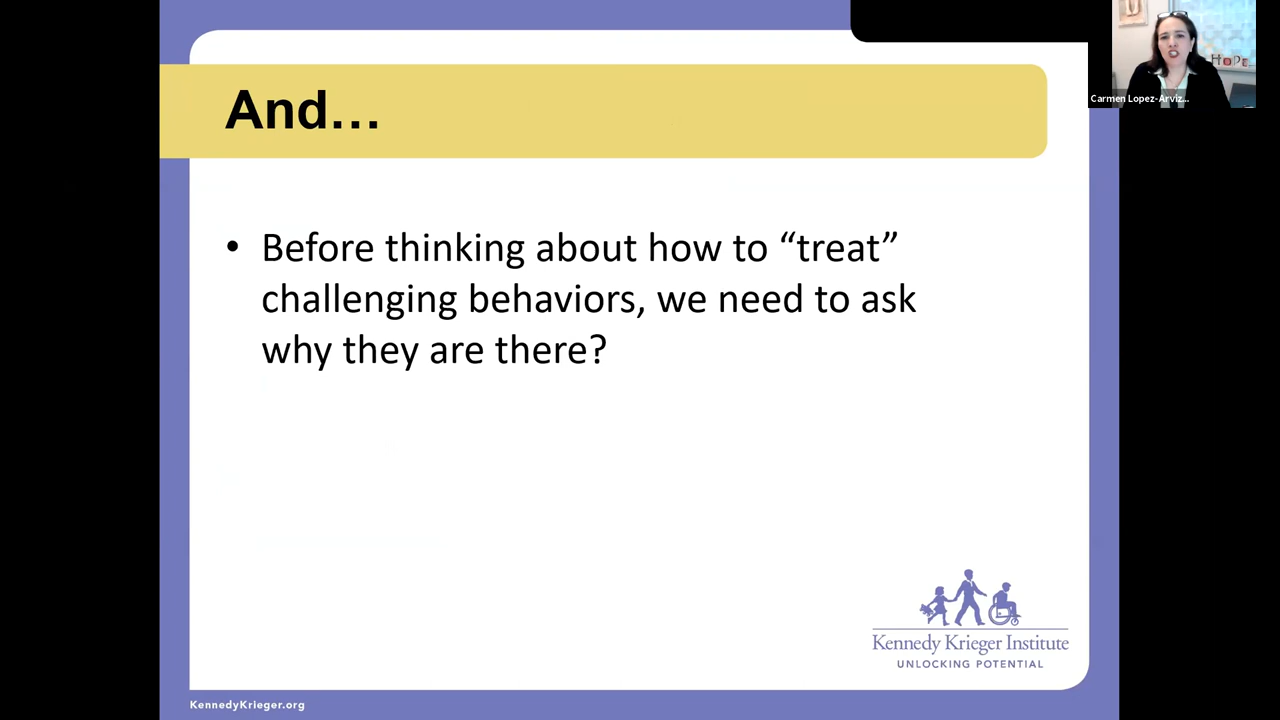 And…
• Before thinking about how to “treat”
challenging behaviors, we need to ask
why they are there?
Kennedy Krieger Institute
UNLOCKING POTENTIAL
KennedyKrieger.org
Carmen Lopez-Arviz...
HOPE